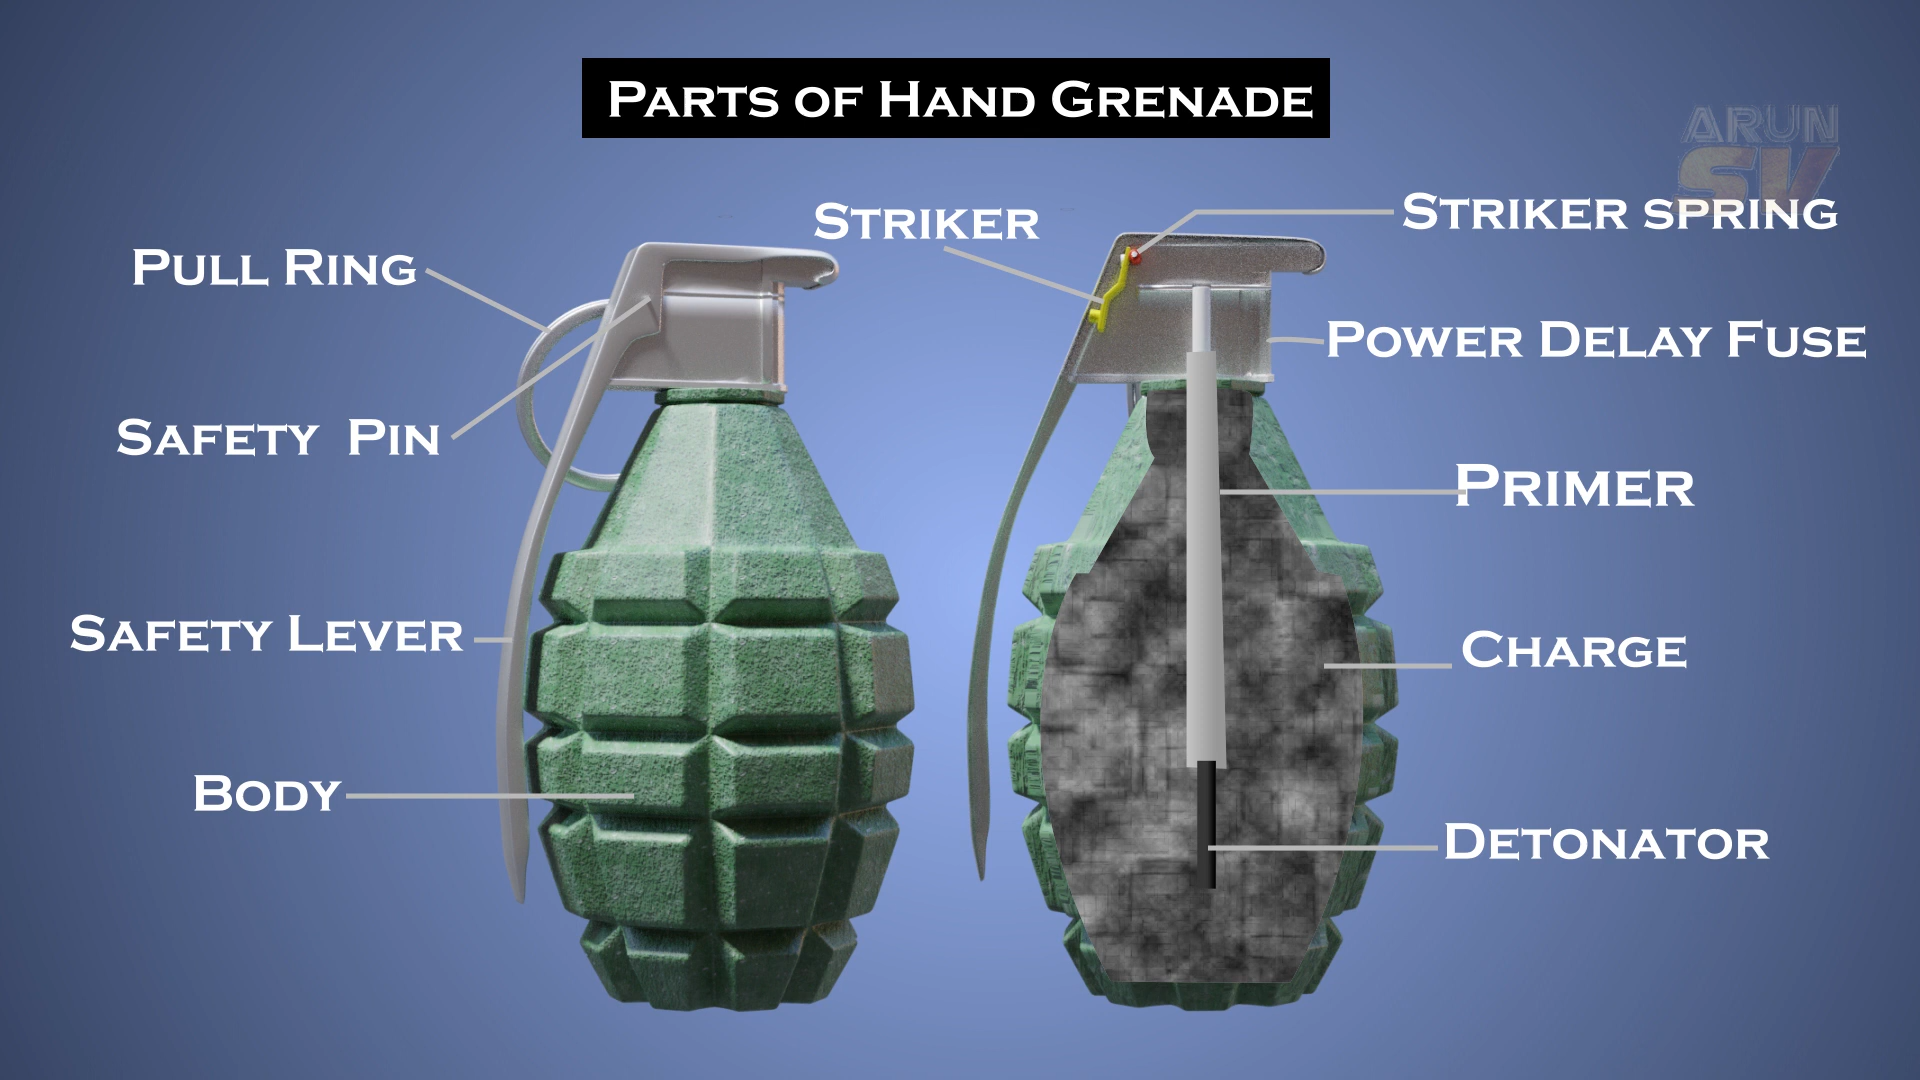 Parts of Hand Grenade
ARUN
SV
Striker
Striker spring
Pull Ring
Power Delay Fuse
Safety Pin
Primer
Safety Lever
Charge
Body
Detonator